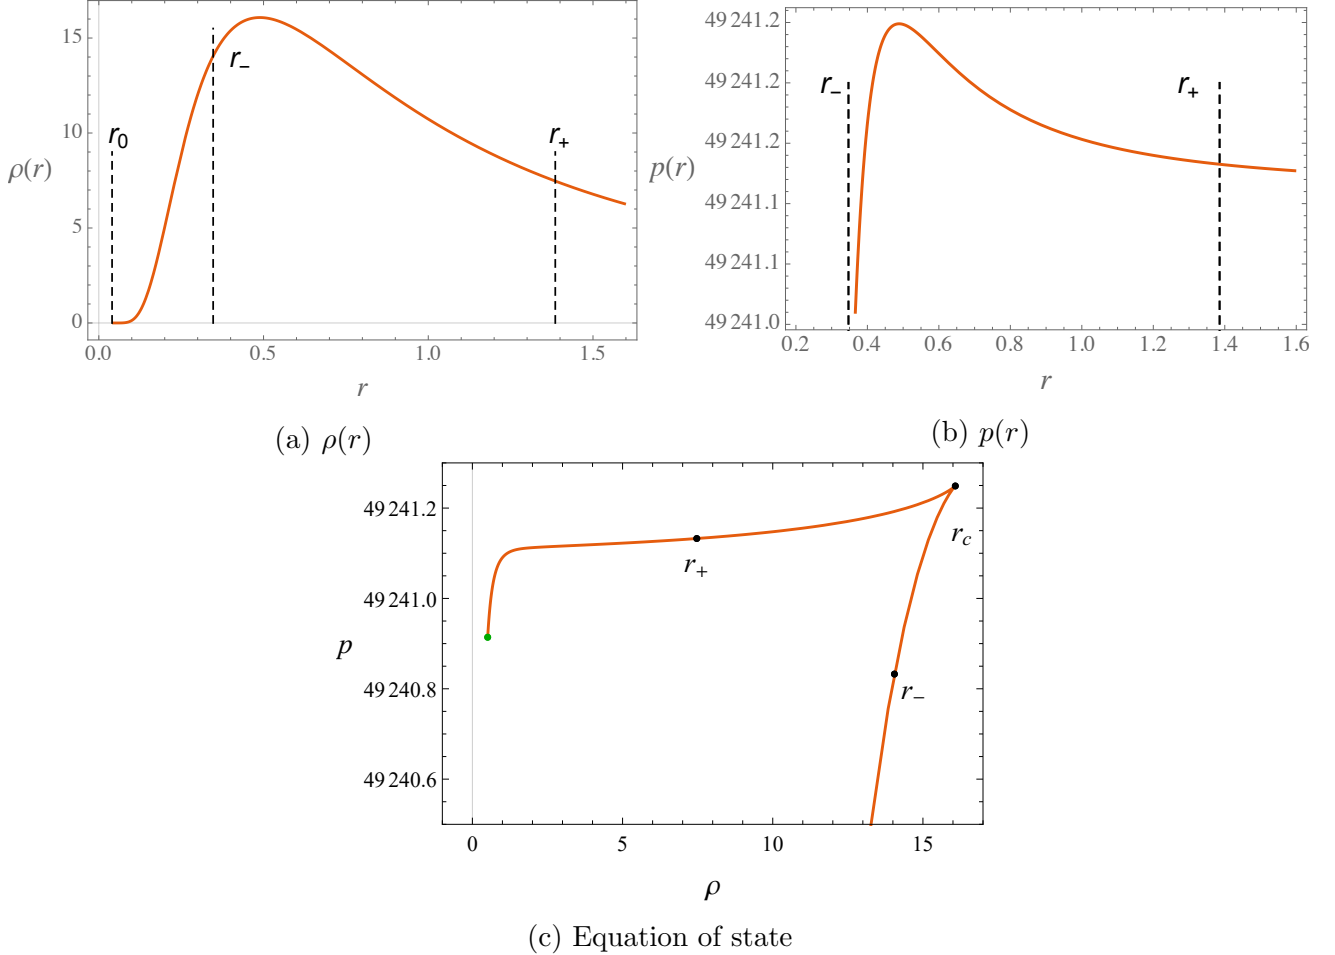 15
10
5
0
ρ(r)
r₀
r₋
r₊
0.0 0.5 1.0 1.5
r
(a) ρ(r)
49 241.2
49 241.2
49 241.2
49 241.1
49 241.1
49 241.0
p(r)
r₋
r₊
0.2 0.4 0.6 0.8 1.0 1.2 1.4 1.6
r
(b) p(r)
49 241.2
49 241.0
49 240.8
49 240.6
p
r₊
r_c
r₋
0 5 10 15
ρ
(c) Equation of state